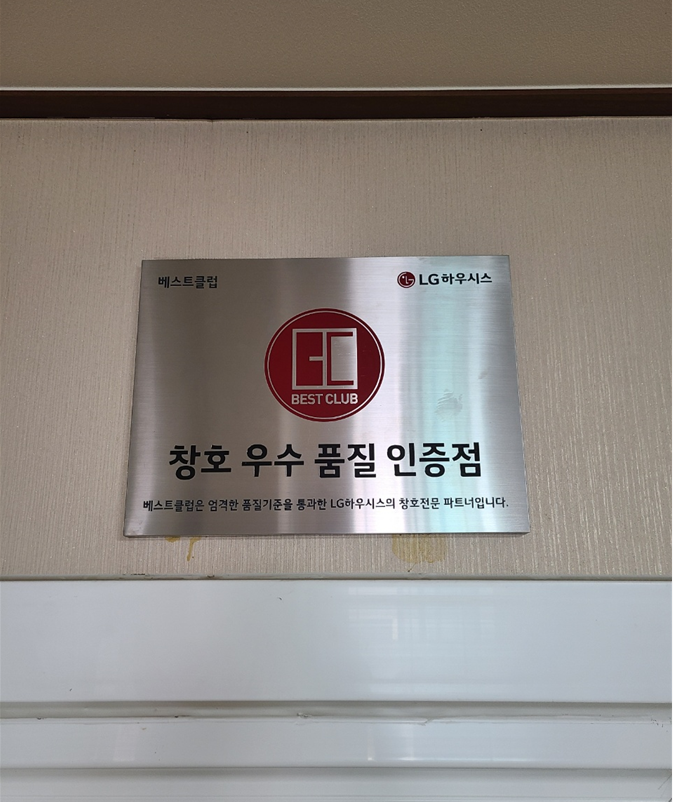 베스트클럽
LG하우시스
BEST CLUB
창호 우수 품질 인증점
베스트클럽은 엄격한 품질기준을 통과한 LG하우시스의 창호전문 파트너입니다.